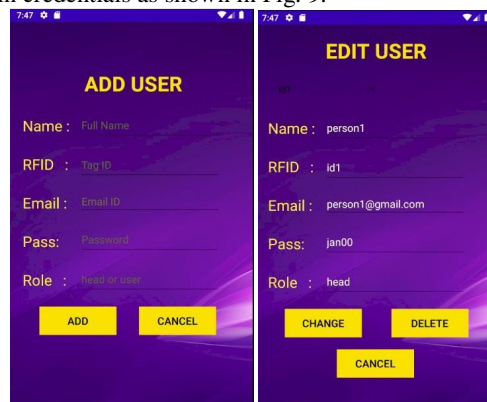 n credentials as shown in Fig. 9.
7:47
ADD USER
Name : Full Name
RFID : Tag ID
Email : Email ID
Pass: Password
Role : head or user
ADD CANCEL
7:47
EDIT USER
id1
Name : person1
RFID : id1
Email : person1@gmail.com
Pass: jan00
Role : head
CHANGE DELETE
CANCEL